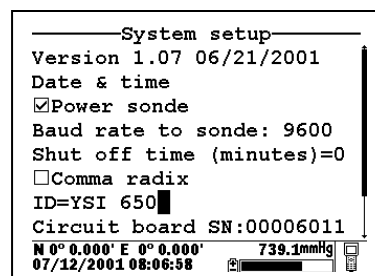 System setup
Version 1.07 06/21/2001
Date & time
☑Power sonde
Baud rate to sonde: 9600
Shut off time (minutes)=0
☐Comma radix
ID=YSI 650
Circuit board SN:00006011
N 0° 0.000' E 0° 0.000' 739.1mmHg
07/12/2001 08:06:58